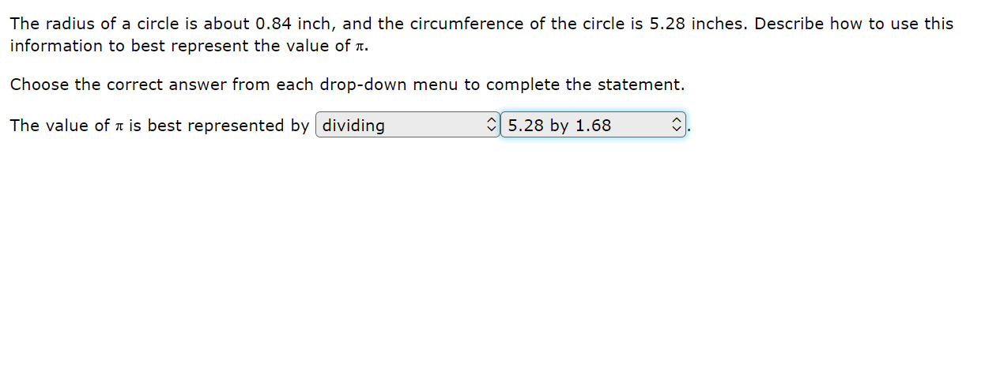 The radius of a circle is about 0.84 inch, and the circumference of the circle is 5.28 inches. Describe how to use this
information to best represent the value of π.
Choose the correct answer from each drop-down menu to complete the statement.
The value of π is best represented by dividing 5.28 by 1.68.